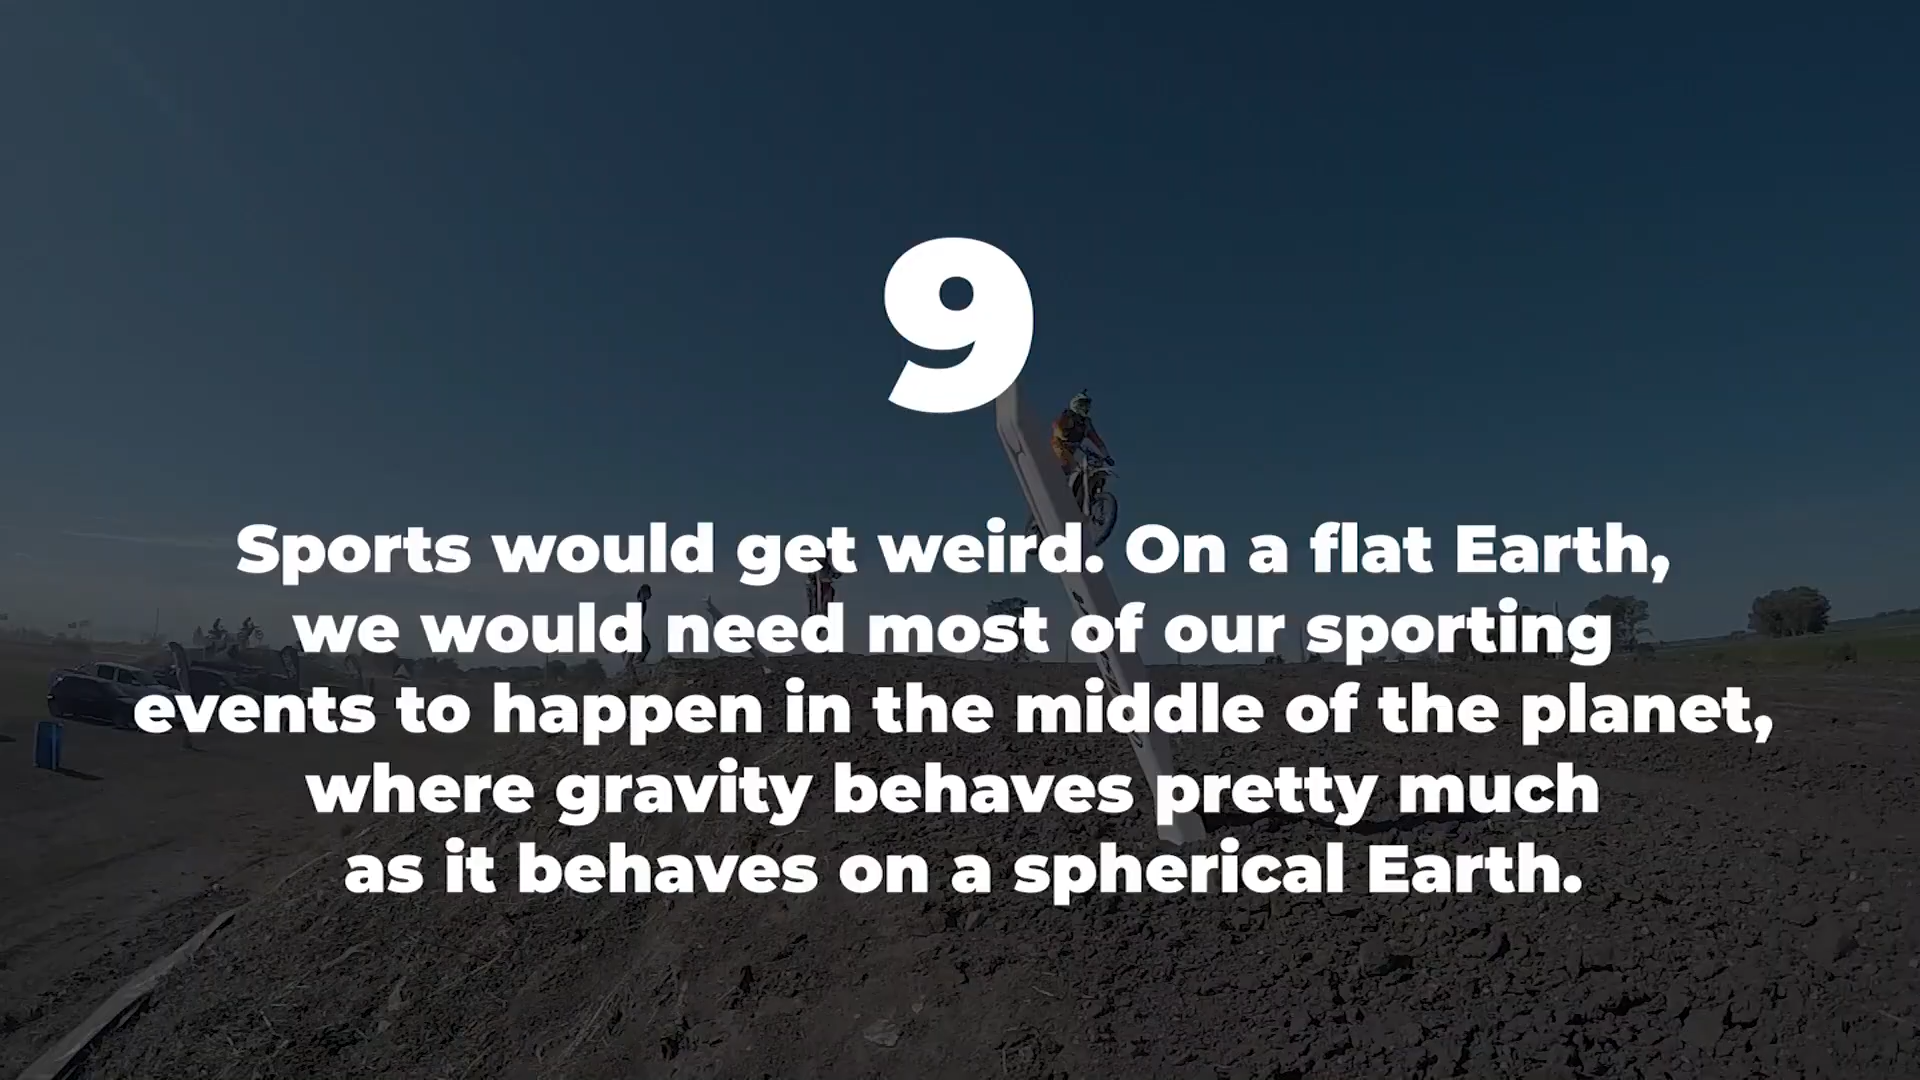 9
Sports would get weird. On a flat Earth,
we would need most of our sporting
events to happen in the middle of the planet,
where gravity behaves pretty much
as it behaves on a spherical Earth.